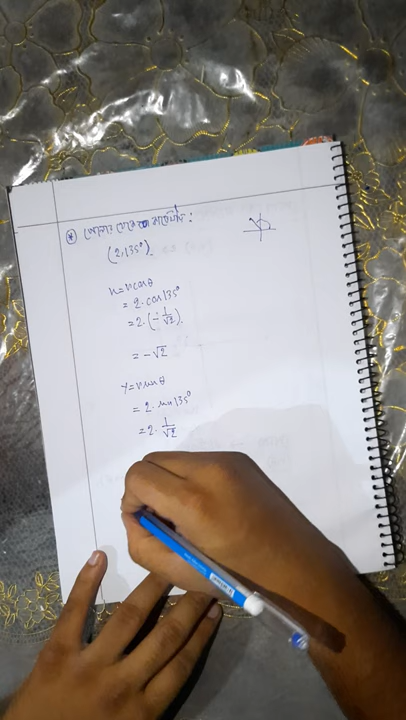 (2,135°)
x = r cos θ
= 2. cos 135°
= 2. (- 1/√2)
= - √2
y = r sin θ
= 2. sin 135°
= 2. 1/√2